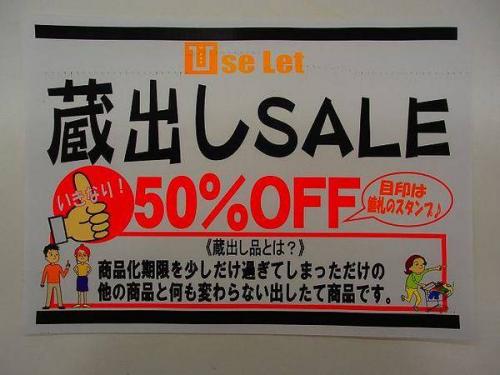 Use Let
蔵出しSALE
いきなり!
50%OFF
目印は
値札のスタンプ♪
《蔵出し品とは?》
商品化期限を少しだけ過ぎてしまっただけの
他の商品と何も変わらない出したて商品です。